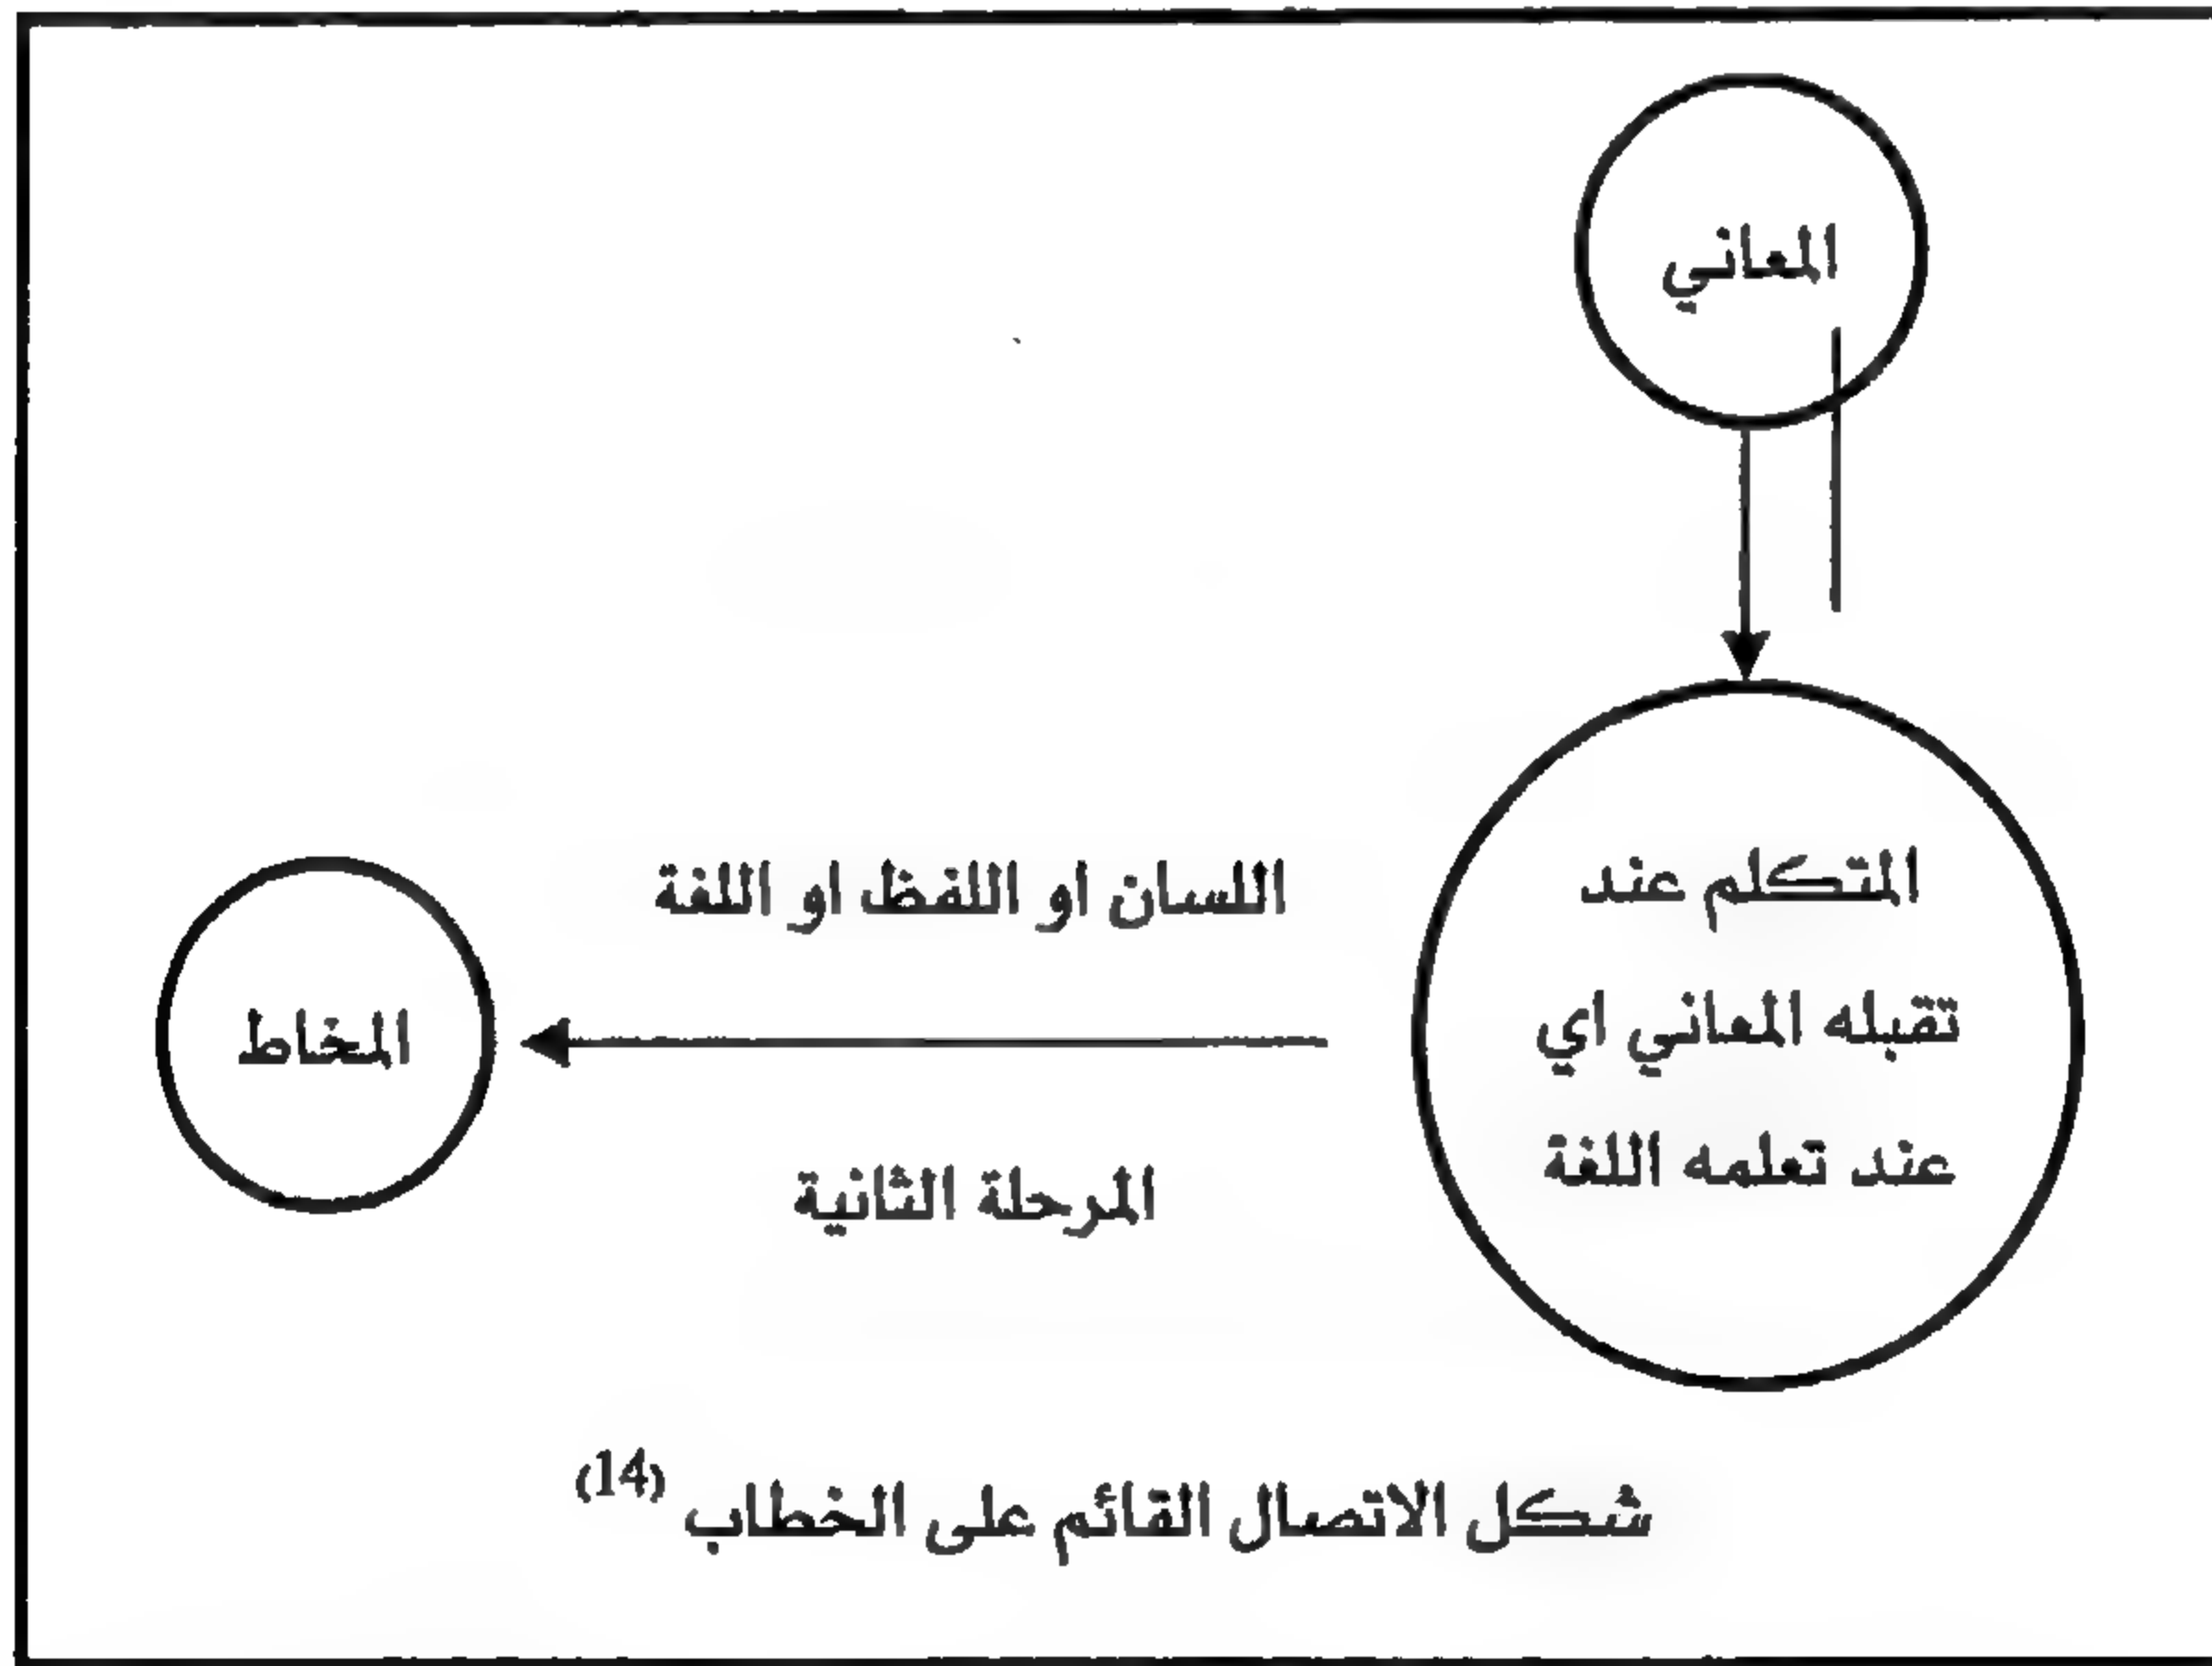 المعاني
المتكلم عند
تقبله المعاني اي
عند تعلمه اللغة
اللسان أو اللفظ او اللغة
المرحلة الثانية
المخاط
شكل الاتصال القائم على الخطاب (14)